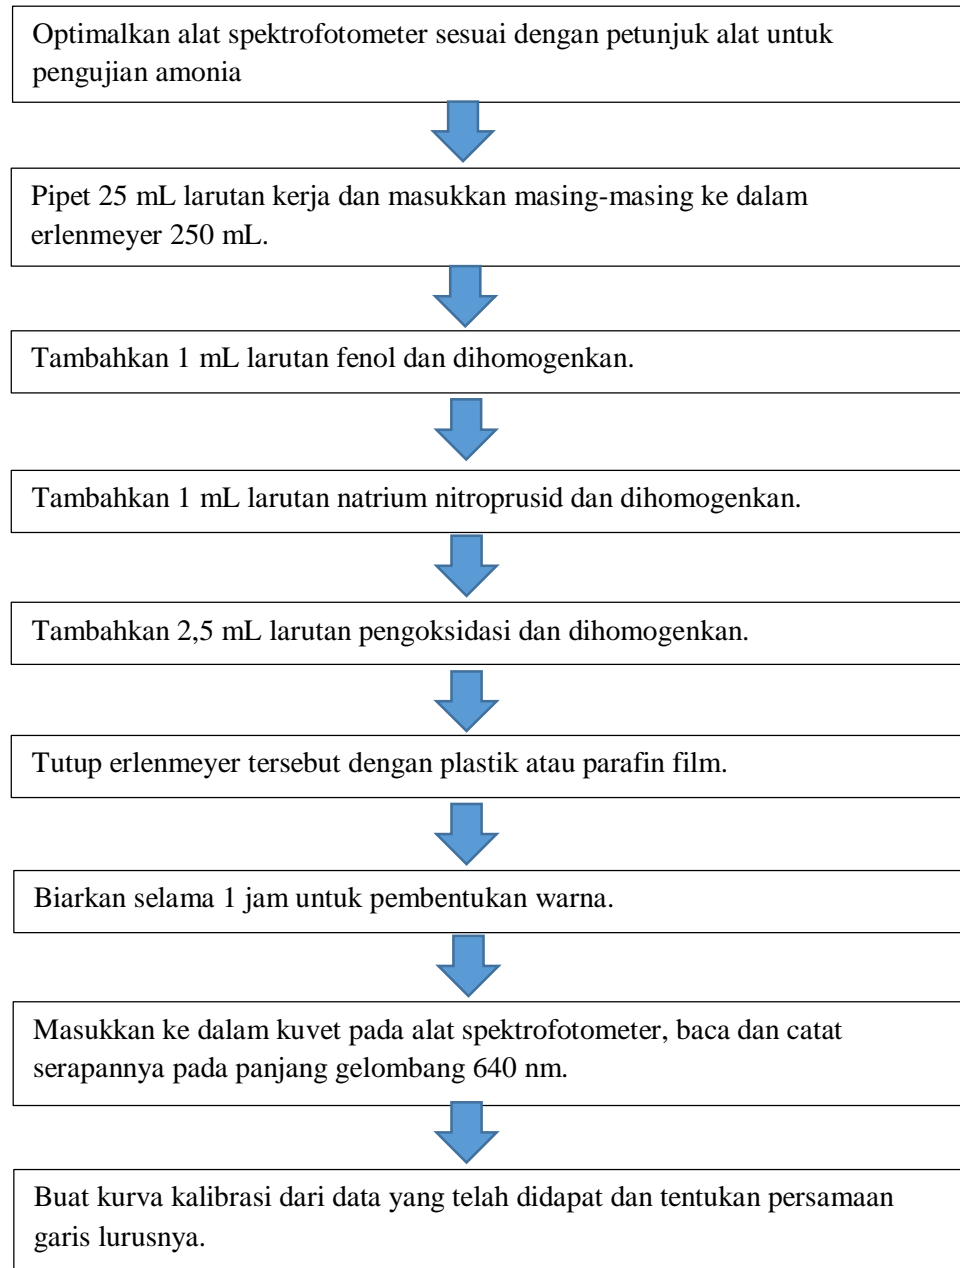 Optimalkan alat spektrofotometer sesuai dengan petunjuk alat untuk
pengujian amonia
Pipet 25 mL larutan kerja dan masukkan masing-masing ke dalam
erlenmeyer 250 mL.
Tambahkan 1 mL larutan fenol dan dihomogenkan.
Tambahkan 1 mL larutan natrium nitroprusid dan dihomogenkan.
Tambahkan 2,5 mL larutan pengoksidasi dan dihomogenkan.
Tutup erlenmeyer tersebut dengan plastik atau parafin film.
Biarkan selama 1 jam untuk pembentukan warna.
Masukkan ke dalam kuvet pada alat spektrofotometer, baca dan catat
serapannya pada panjang gelombang 640 nm.
Buat kurva kalibrasi dari data yang telah didapat dan tentukan persamaan
garis lurusnya.